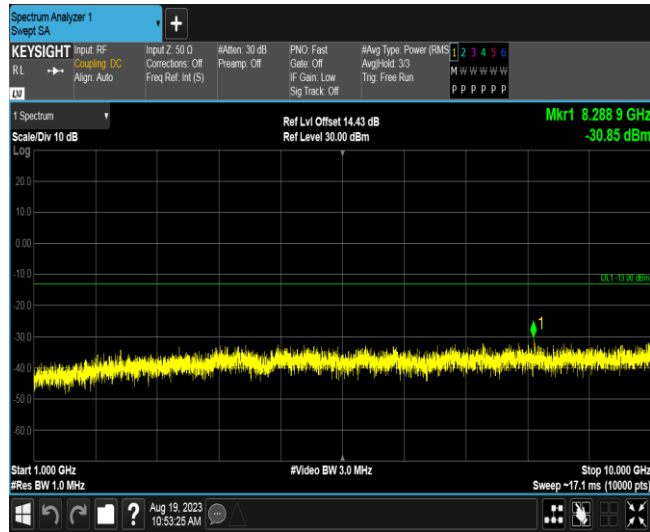 Spectrum Analyzer 1
Swept SA
+
KEYSIGHT Input: RF Input Z: 50 Ω #Atten: 30 dB PNO: Fast #Avg Type: Power (RMS 1 2 3 4 5 6
RL Coupling: DC Corrections: Off Preamp: Off Gate: Off Avg|Hold: 3/3 M W W W W W
Align: Auto Freq Ref: Int (S) IF Gain: Low Trig: Free Run
LXI Sig Track: Off P P P P P P
1 Spectrum Ref Lvl Offset 14.43 dB Mkr1 8.288 9 GHz
Scale/Div 10 dB Ref Level 30.00 dBm -30.85 dBm
Log
20.0
10.0
0.00
-10.0
DL1 -13.00 dBm
-20.0
-30.0
1
-40.0
-50.0
-60.0
Start 1.000 GHz #Video BW 3.0 MHz Stop 10.000 GHz
#Res BW 1.0 MHz Sweep ~17.1 ms (10000 pts)
? Aug 19, 2023
10:53:25 AM